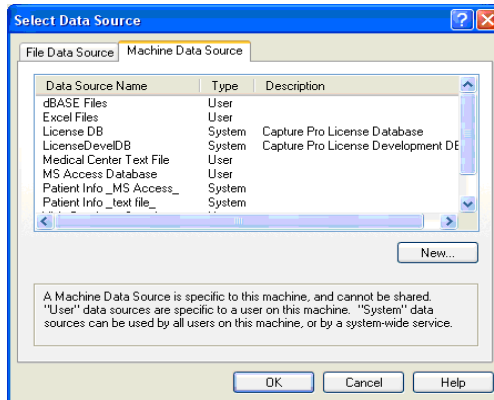 Select Data Source
File Data Source Machine Data Source
Data Source Name Type Description
dBASE Files User
Excel Files User
License DB System Capture Pro License Database
LicenseDevelDB System Capture Pro License Development DE
Medical Center Text File User
MS Access Database User
Patient Info _MS Access_ System
Patient Info _text file_ System
New...
A Machine Data Source is specific to this machine, and cannot be shared.
"User" data sources are specific to a user on this machine. "System" data
sources can be used by all users on this machine, or by a system-wide service.
OK Cancel Help